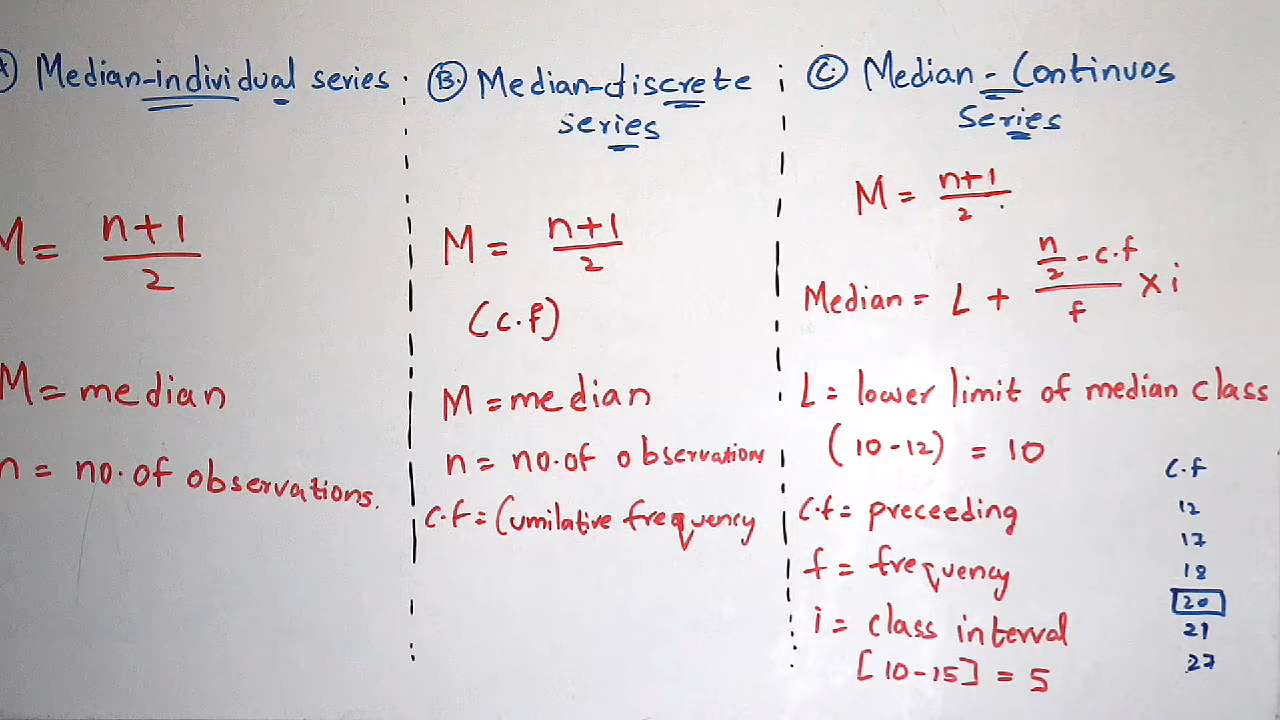 A Median-individual series
M = n+1
2
M = median
n = no. of observations.
B. Median-discrete
series
M = n+1
2
(c.f)
M = median
n = no. of observations
c.f = Cumilative frequency
C. Median - Continuos
Series
M = n+1
2
Median = L + n/2 - c.f
f × i
L = lower limit of median class
(10-12) = 10
c.f = preceeding
f = frequency
i = class interval
[10-15] = 5
C.f
12
17
18
20
21
27